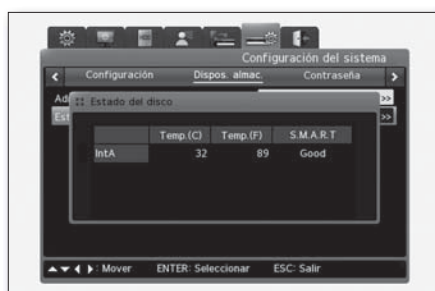 Configuración del sistema
Configuración Dispos. almac. Contraseña
Estado del disco
Temp.(C) Temp.(F) S.M.A.R.T
IntA 32 89 Good
Mover ENTER: Seleccionar ESC: Salir